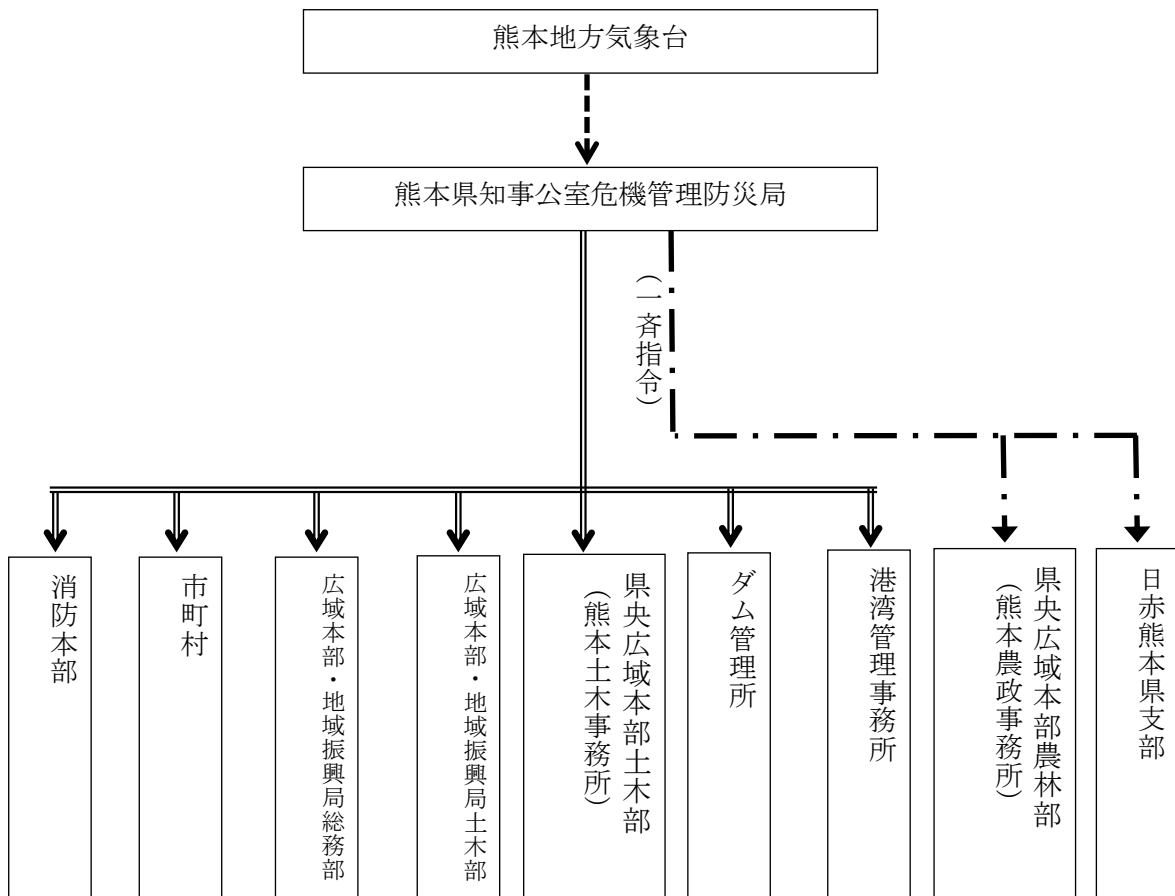 熊本地方気象台
熊本県知事公室危機管理防災局
（一斉指令）
消防本部
市町村
広域本部・地域振興局総務部
広域本部・地域振興局土木部
県央広域本部土木部
（熊本土木事務所）
ダム管理所
港湾管理事務所
県央広域本部農林部
（熊本農政事務所）
日赤熊本県支部